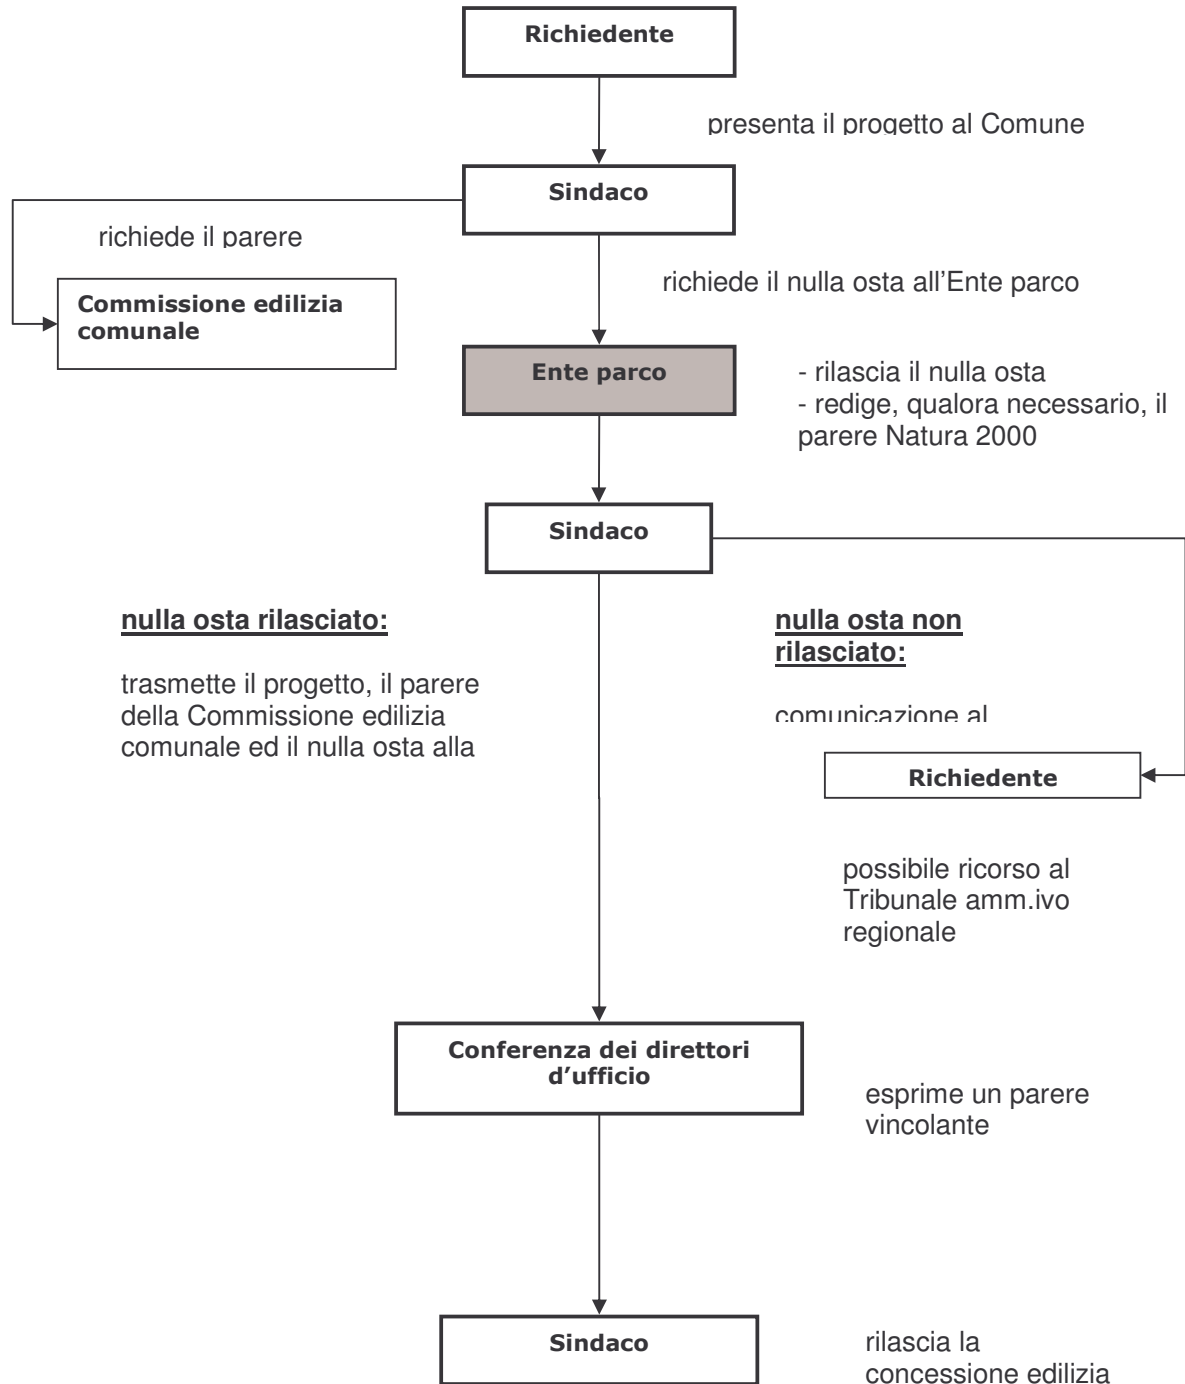 Richiedente
presenta il progetto al Comune
Sindaco
richiede il parere
richiede il nulla osta all'Ente parco
Commissione edilizia
comunale
Ente parco
- rilascia il nulla osta
- redige, qualora necessario, il
parere Natura 2000
Sindaco
nulla osta rilasciato:
trasmette il progetto, il parere
della Commissione edilizia
comunale ed il nulla osta alla
nulla osta non
rilasciato:
comunicazione al
Richiedente
possibile ricorso al
Tribunale amm.ivo
regionale
Conferenza dei direttori
d'ufficio
esprime un parere
vincolante
Sindaco
rilascia la
concessione edilizia